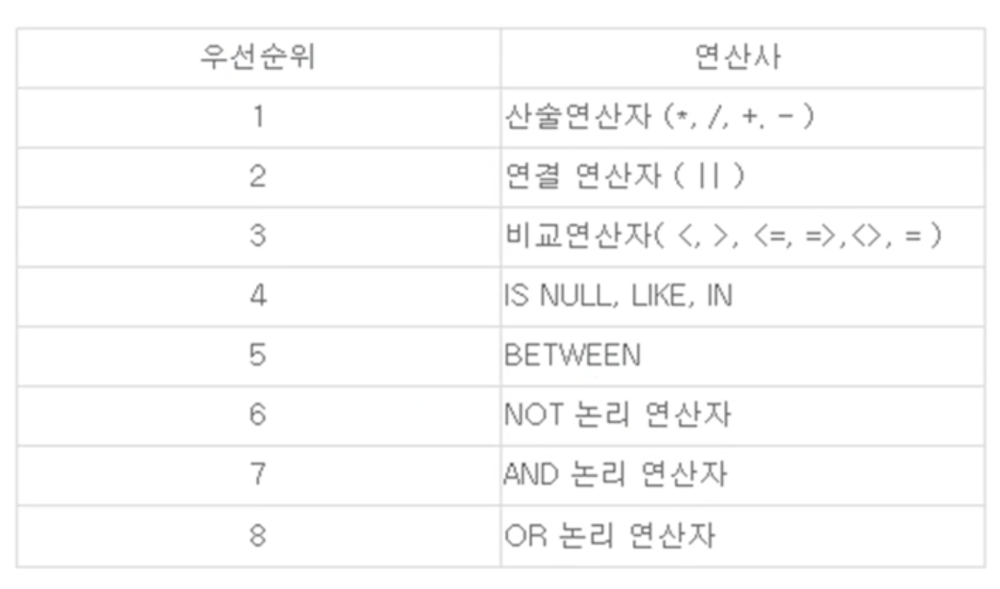 우선순위 연산사
1 산술연산자 (*, /, +. - )
2 연결 연산자 ( || )
3 비교연산자( <, >, <=, =>,<>, = )
4 IS NULL, LIKE, IN
5 BETWEEN
6 NOT 논리 연산자
7 AND 논리 연산자
8 OR 논리 연산자